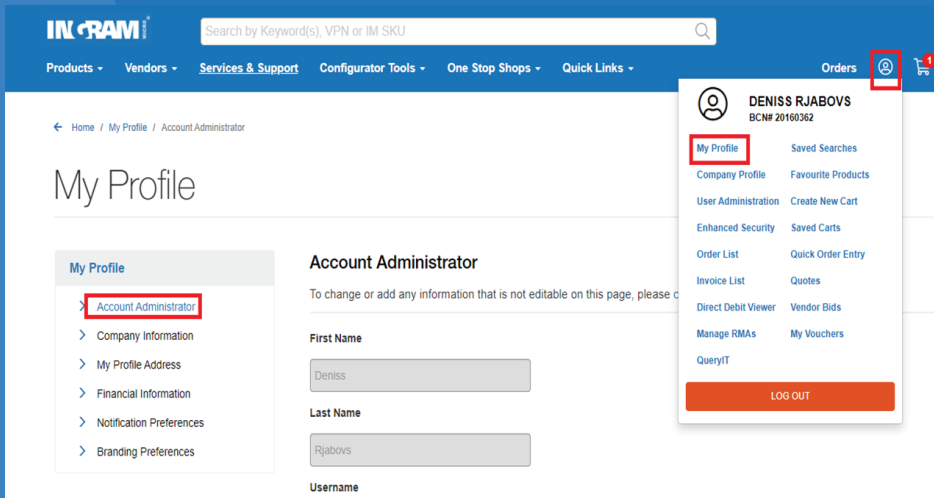 INGRAM MICRO
Search by Keyword(s), VPN or IM SKU
Products Vendors Services & Support Configurator Tools One Stop Shops Quick Links Orders 1
DENISS RJABOVS
BCN# 20160362
My Profile Saved Searches
Company Profile Favourite Products
User Administration Create New Cart
Enhanced Security Saved Carts
Order List Quick Order Entry
Invoice List Quotes
Direct Debit Viewer Vendor Bids
Manage RMAs My Vouchers
QueryIT
LOG OUT
Home / My Profile / Account Administrator
My Profile
My Profile
Account Administrator
Company Information
My Profile Address
Financial Information
Notification Preferences
Branding Preferences
Account Administrator
To change or add any information that is not editable on this page, please
First Name
Deniss
Last Name
Rjabovs
Username